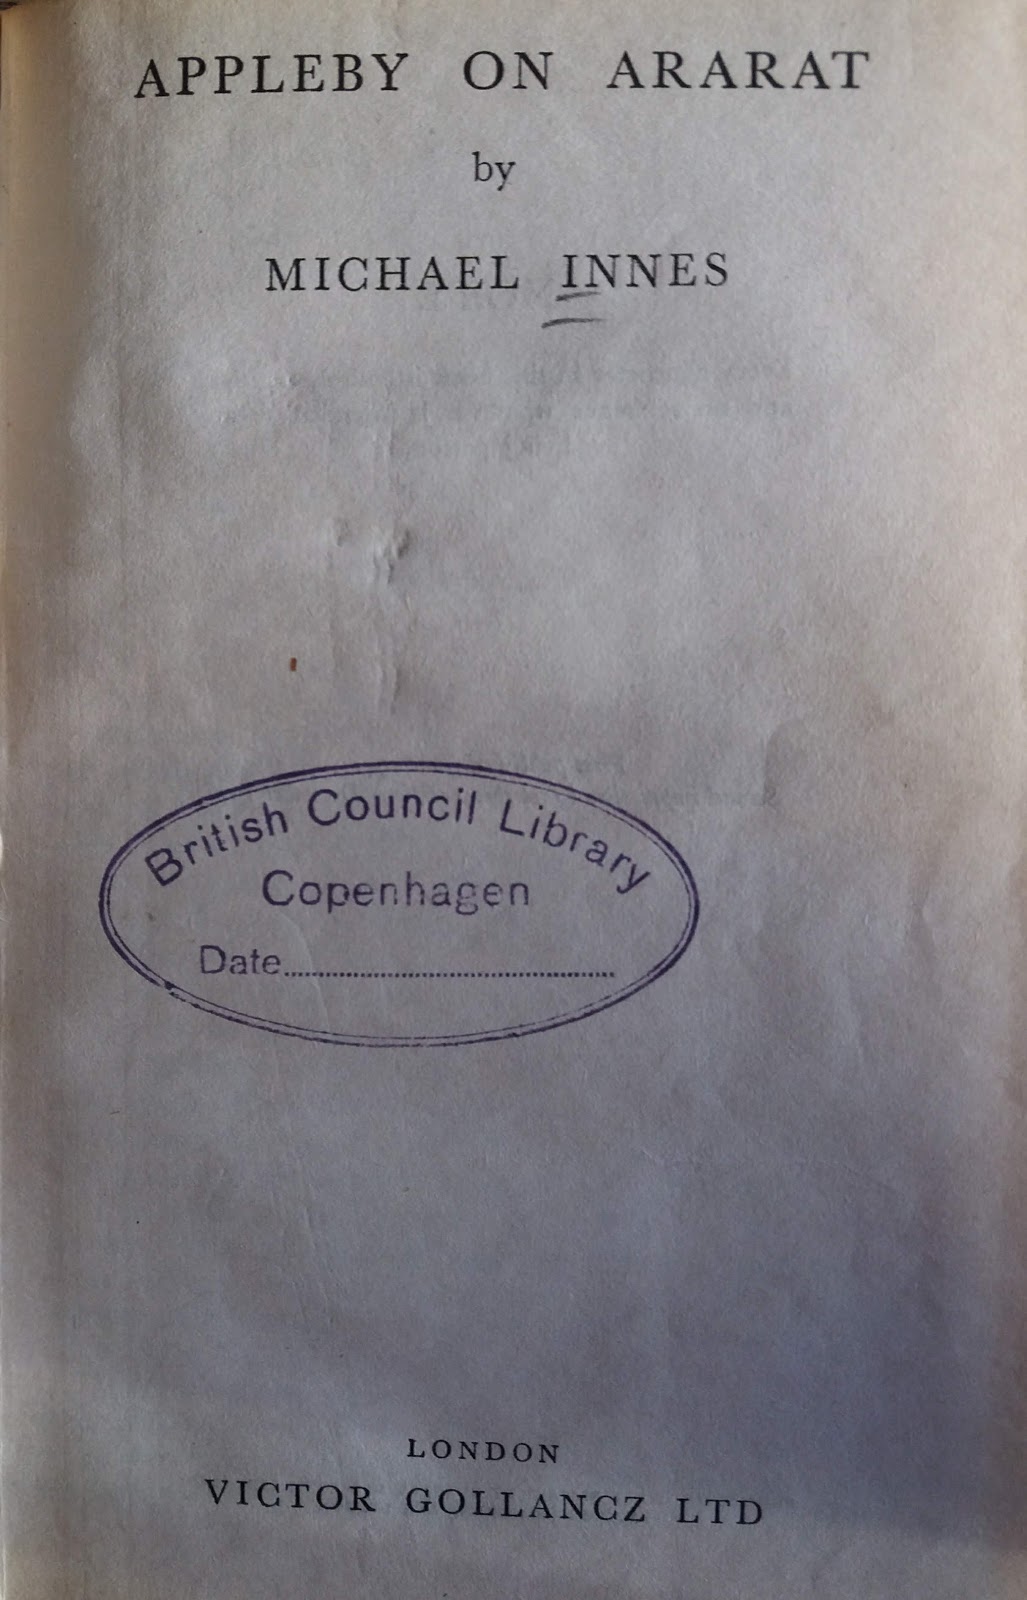 APPLEBY ON ARARAT
by
MICHAEL INNES
British Council Library
Copenhagen
Date
LONDON
VICTOR GOLLANCZ LTD